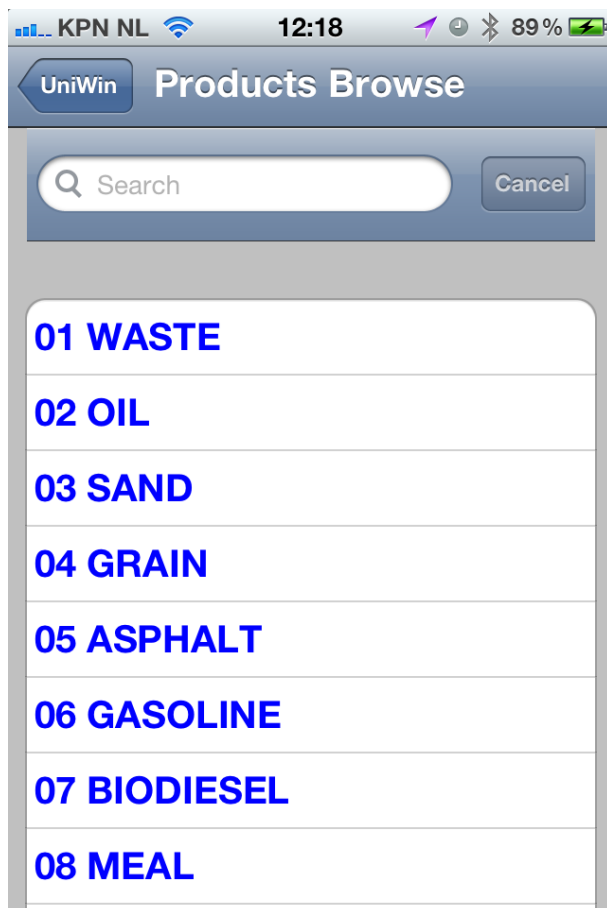 KPN NL 12:18 89%
UniWin Products Browse
Search Cancel
01 WASTE
02 OIL
03 SAND
04 GRAIN
05 ASPHALT
06 GASOLINE
07 BIODIESEL
08 MEAL